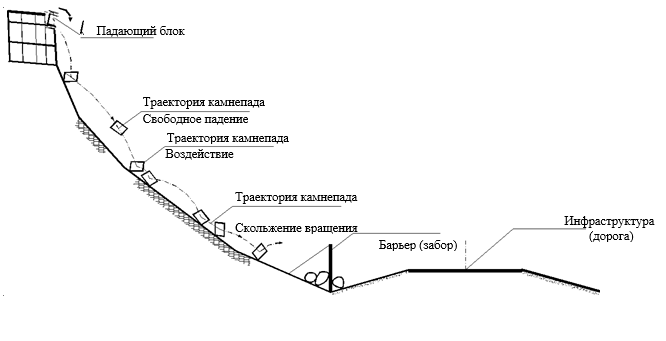 Падающий блок
Траектория камнепада
Свободное падение
Траектория камнепада
Воздействие
Траектория камнепада
Скольжение вращения
Барьер (забор)
Инфраструктура
(дорога)